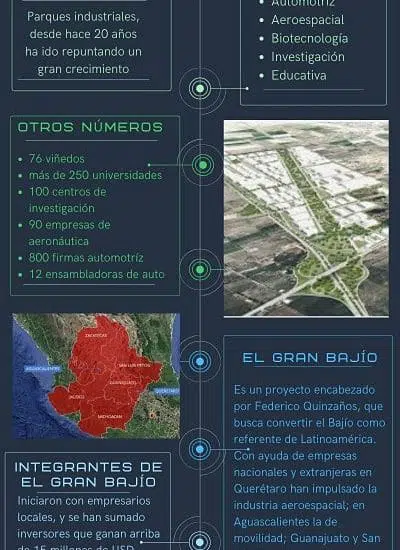 Parques industriales,
desde hace 20 años
ha ido repuntando un
gran crecimiento
Automotriz
Aeroespacial
Biotecnología
Investigación
Educativa
OTROS NÚMEROS
76 viñedos
más de 250 universidades
100 centros de
investigación
90 empresas de
aeronáutica
800 firmas automotríz
12 ensambladoras de auto
ZACATECAS
SAN LUIS POTOSÍ
AGUASCALIENTES
GUANAJUATO
QUERÉTARO
JALISCO
MICHOACÁN
EL GRAN BAJÍO
Es un proyecto encabezado
por Federico Quinzaños, que
busca convertir el Bajío como
referente de Latinoamérica.
Con ayuda de empresas
nacionales y extranjeras en
Querétaro han impulsado la
industria aeroespacial; en
Aguascalientes la de
movilidad; Guanajuato y San
INTEGRANTES DE
EL GRAN BAJÍO
Iniciaron con empresarios
locales, y se han sumado
inversores que ganan arriba
de 15 millones de USD